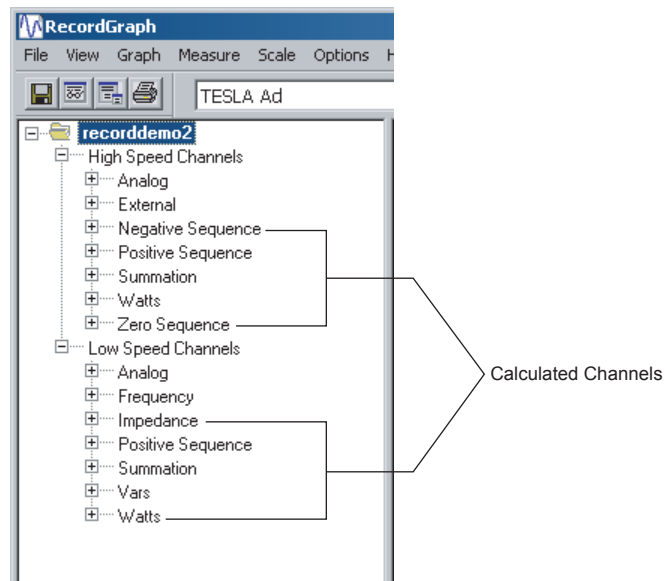 RecordGraph
File View Graph Measure Scale Options H
TESLA Ad
recorddemo2
High Speed Channels
Analog
External
Negative Sequence
Positive Sequence
Summation
Watts
Zero Sequence
Low Speed Channels
Analog
Frequency
Impedance
Positive Sequence
Summation
Vars
Watts
Calculated Channels